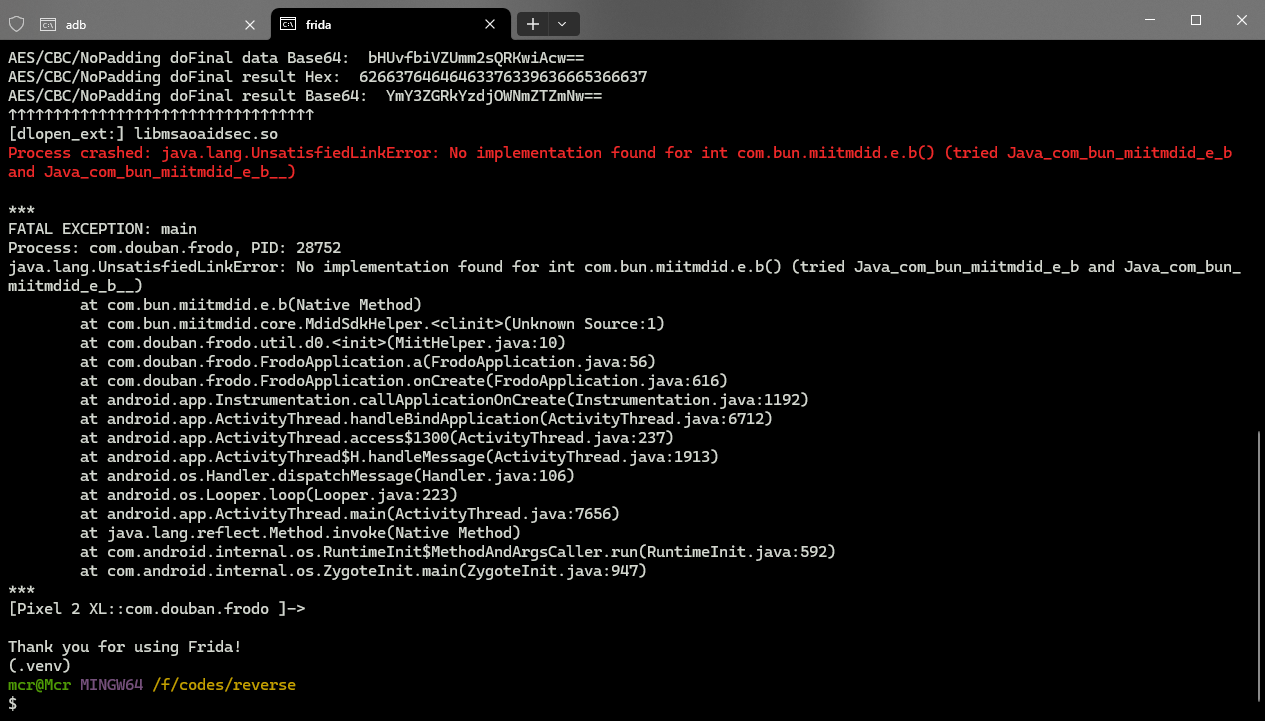 adb
frida
AES/CBC/NoPadding doFinal data Base64:  bHUvfbiVZUmm2sQRKwiAcw==
AES/CBC/NoPadding doFinal result Hex:  62663764646463376339636665366637
AES/CBC/NoPadding doFinal result Base64:  YmY3ZGRkYzdjOWNmZTZmNw==
↑↑↑↑↑↑↑↑↑↑↑↑↑↑↑↑↑↑↑↑↑↑↑↑↑↑↑↑↑↑↑↑↑↑
[dlopen_ext:] libmsaoaidsec.so
Process crashed: java.lang.UnsatisfiedLinkError: No implementation found for int com.bun.miitmdid.e.b() (tried Java_com_bun_miitmdid_e_b
and Java_com_bun_miitmdid_e_b__)
***
FATAL EXCEPTION: main
Process: com.douban.frodo, PID: 28752
java.lang.UnsatisfiedLinkError: No implementation found for int com.bun.miitmdid.e.b() (tried Java_com_bun_miitmdid_e_b and Java_com_bun_
miitmdid_e_b__)
        at com.bun.miitmdid.e.b(Native Method)
        at com.bun.miitmdid.core.MdidSdkHelper.<clinit>(Unknown Source:1)
        at com.douban.frodo.util.d0.<init>(MiitHelper.java:10)
        at com.douban.frodo.FrodoApplication.a(FrodoApplication.java:56)
        at com.douban.frodo.FrodoApplication.onCreate(FrodoApplication.java:616)
        at android.app.Instrumentation.callApplicationOnCreate(Instrumentation.java:1192)
        at android.app.ActivityThread.handleBindApplication(ActivityThread.java:6712)
        at android.app.ActivityThread.access$1300(ActivityThread.java:237)
        at android.app.ActivityThread$H.handleMessage(ActivityThread.java:1913)
        at android.os.Handler.dispatchMessage(Handler.java:106)
        at android.os.Looper.loop(Looper.java:223)
        at android.app.ActivityThread.main(ActivityThread.java:7656)
        at java.lang.reflect.Method.invoke(Native Method)
        at com.android.internal.os.RuntimeInit$MethodAndArgsCaller.run(RuntimeInit.java:592)
        at com.android.internal.os.ZygoteInit.main(ZygoteInit.java:947)
***
[Pixel 2 XL::com.douban.frodo ]->
Thank you for using Frida!
(.venv)
mcr@Mcr MINGW64 /f/codes/reverse
$